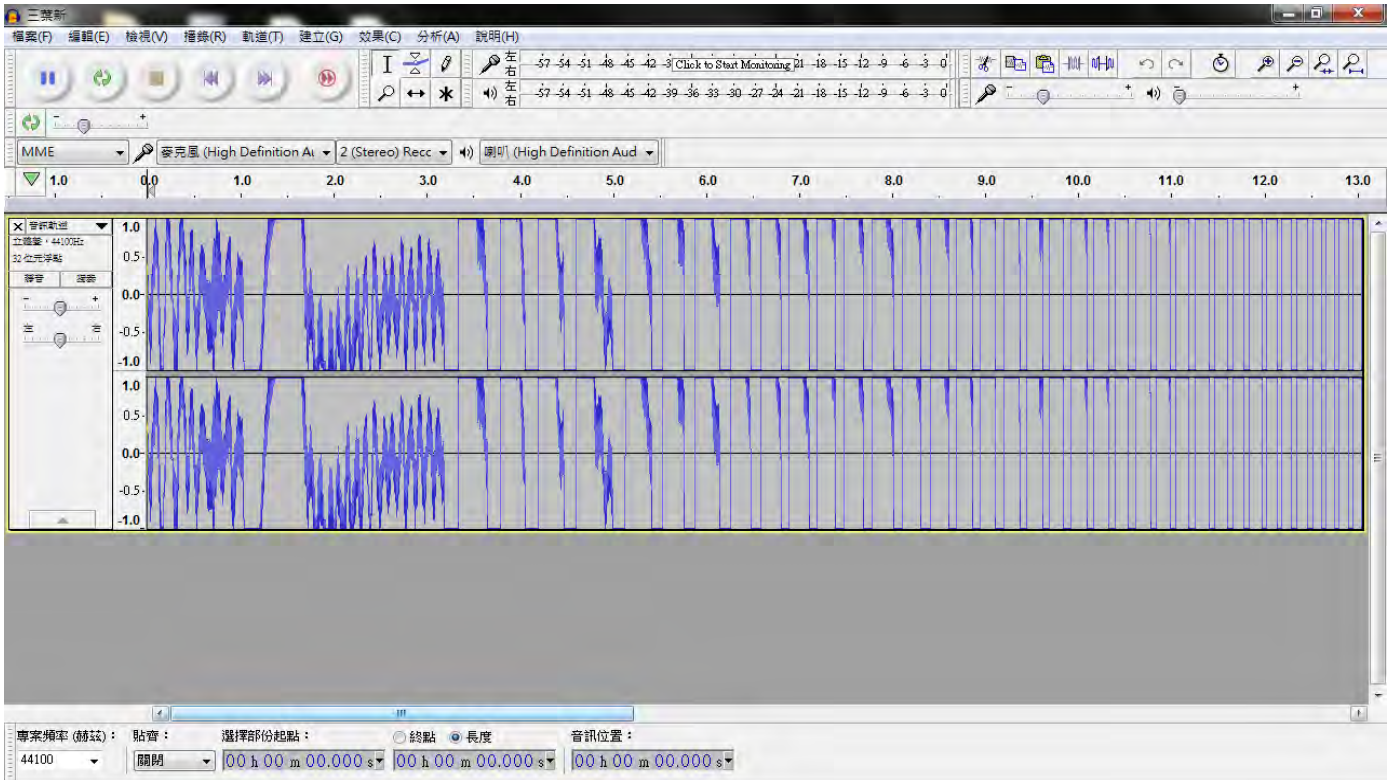 三葉新
檔案(F) 編輯(E) 檢視(V) 播錄(R) 軌道(T) 建立(G) 效果(C) 分析(A) 說明(H)
左 右 -57 -54 -51 -48 -45 -42 -3 Click to Start Monitoring 21 -18 -15 -12 -9 -6 -3 0
左 右 -57 -54 -51 -48 -45 -42 -39 -36 -33 -30 -27 -24 -21 -18 -15 -12 -9 -6 -3 0
MME 麥克風 (High Definition Au 2 (Stereo) Recc 喇叭 (High Definition Aud
1.0 0.0 1.0 2.0 3.0 4.0 5.0 6.0 7.0 8.0 9.0 10.0 11.0 12.0 13.0
音訊軌道 1.0
立體聲,44100Hz
32 位元浮點 0.5
靜音
0.0
- +
-0.5
-1.0
1.0
0.5
0.0
-0.5
-1.0
專案頻率 (赫茲): 貼齊: 選擇部份起點: 終點 長度 音訊位置:
44100 關閉 00 h 00 m 00.000 s 00 h 00 m 00.000 s 00 h 00 m 00.000 s